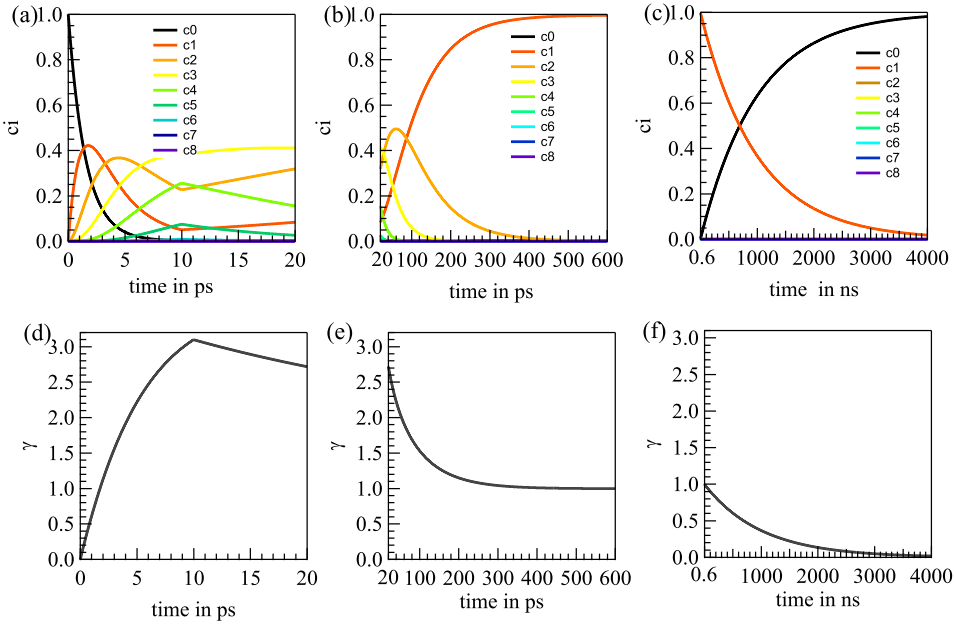 (a)
1.0
0.8
0.6
0.4
0.2
0.0
ci
c0
c1
c2
c3
c4
c5
c6
c7
c8
0
5
10
15
20
time in ps
(b)
1.0
0.8
0.6
0.4
0.2
0.0
ci
c0
c1
c2
c3
c4
c5
c6
c7
c8
20
100
200
300
400
500
600
time in ps
(c)
1.0
0.8
0.6
0.4
0.2
0.0
ci
c0
c1
c2
c3
c4
c5
c6
c7
c8
0.6
1000
2000
3000
4000
time in ns
(d)
3.0
2.5
2.0
1.5
1.0
0.5
0.0
γ
0
5
10
15
20
time in ps
(e)
3.0
2.5
2.0
1.5
1.0
0.5
0.0
γ
20
100
200
300
400
500
600
time in ps
(f)
3.0
2.5
2.0
1.5
1.0
0.5
0.0
γ
0.6
1000
2000
3000
4000
time in ns